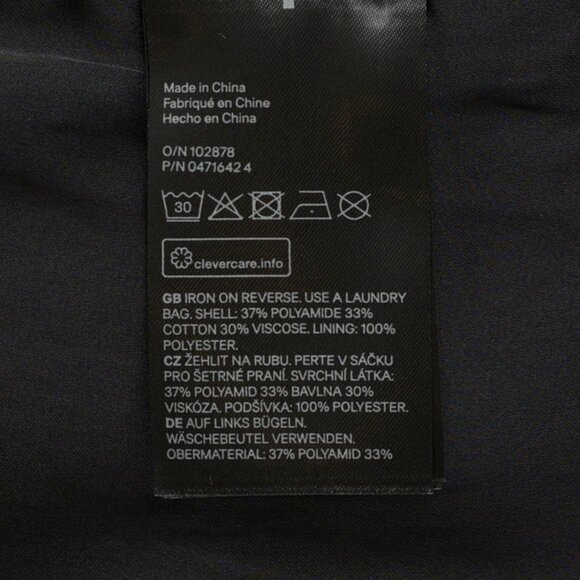 Made in China
Fabriqué en Chine
Hecho en China
O/N 102878
P/N 0471642 4
30
clevercare.info
GB IRON ON REVERSE. USE A LAUNDRY
BAG. SHELL: 37% POLYAMIDE 33%
COTTON 30% VISCOSE. LINING: 100%
POLYESTER.
CZ ŽEHLIT NA RUBU. PERTE V SÁČKU
PRO ŠETRNÉ PRANÍ. SVRCHNÍ LÁTKA:
37% POLYAMID 33% BAVLNA 30%
VISKÓZA. PODŠÍVKA: 100% POLYESTER.
DE AUF LINKS BÜGELN.
WÄSCHEBEUTEL VERWENDEN.
OBERMATERIAL: 37% POLYAMID 33%